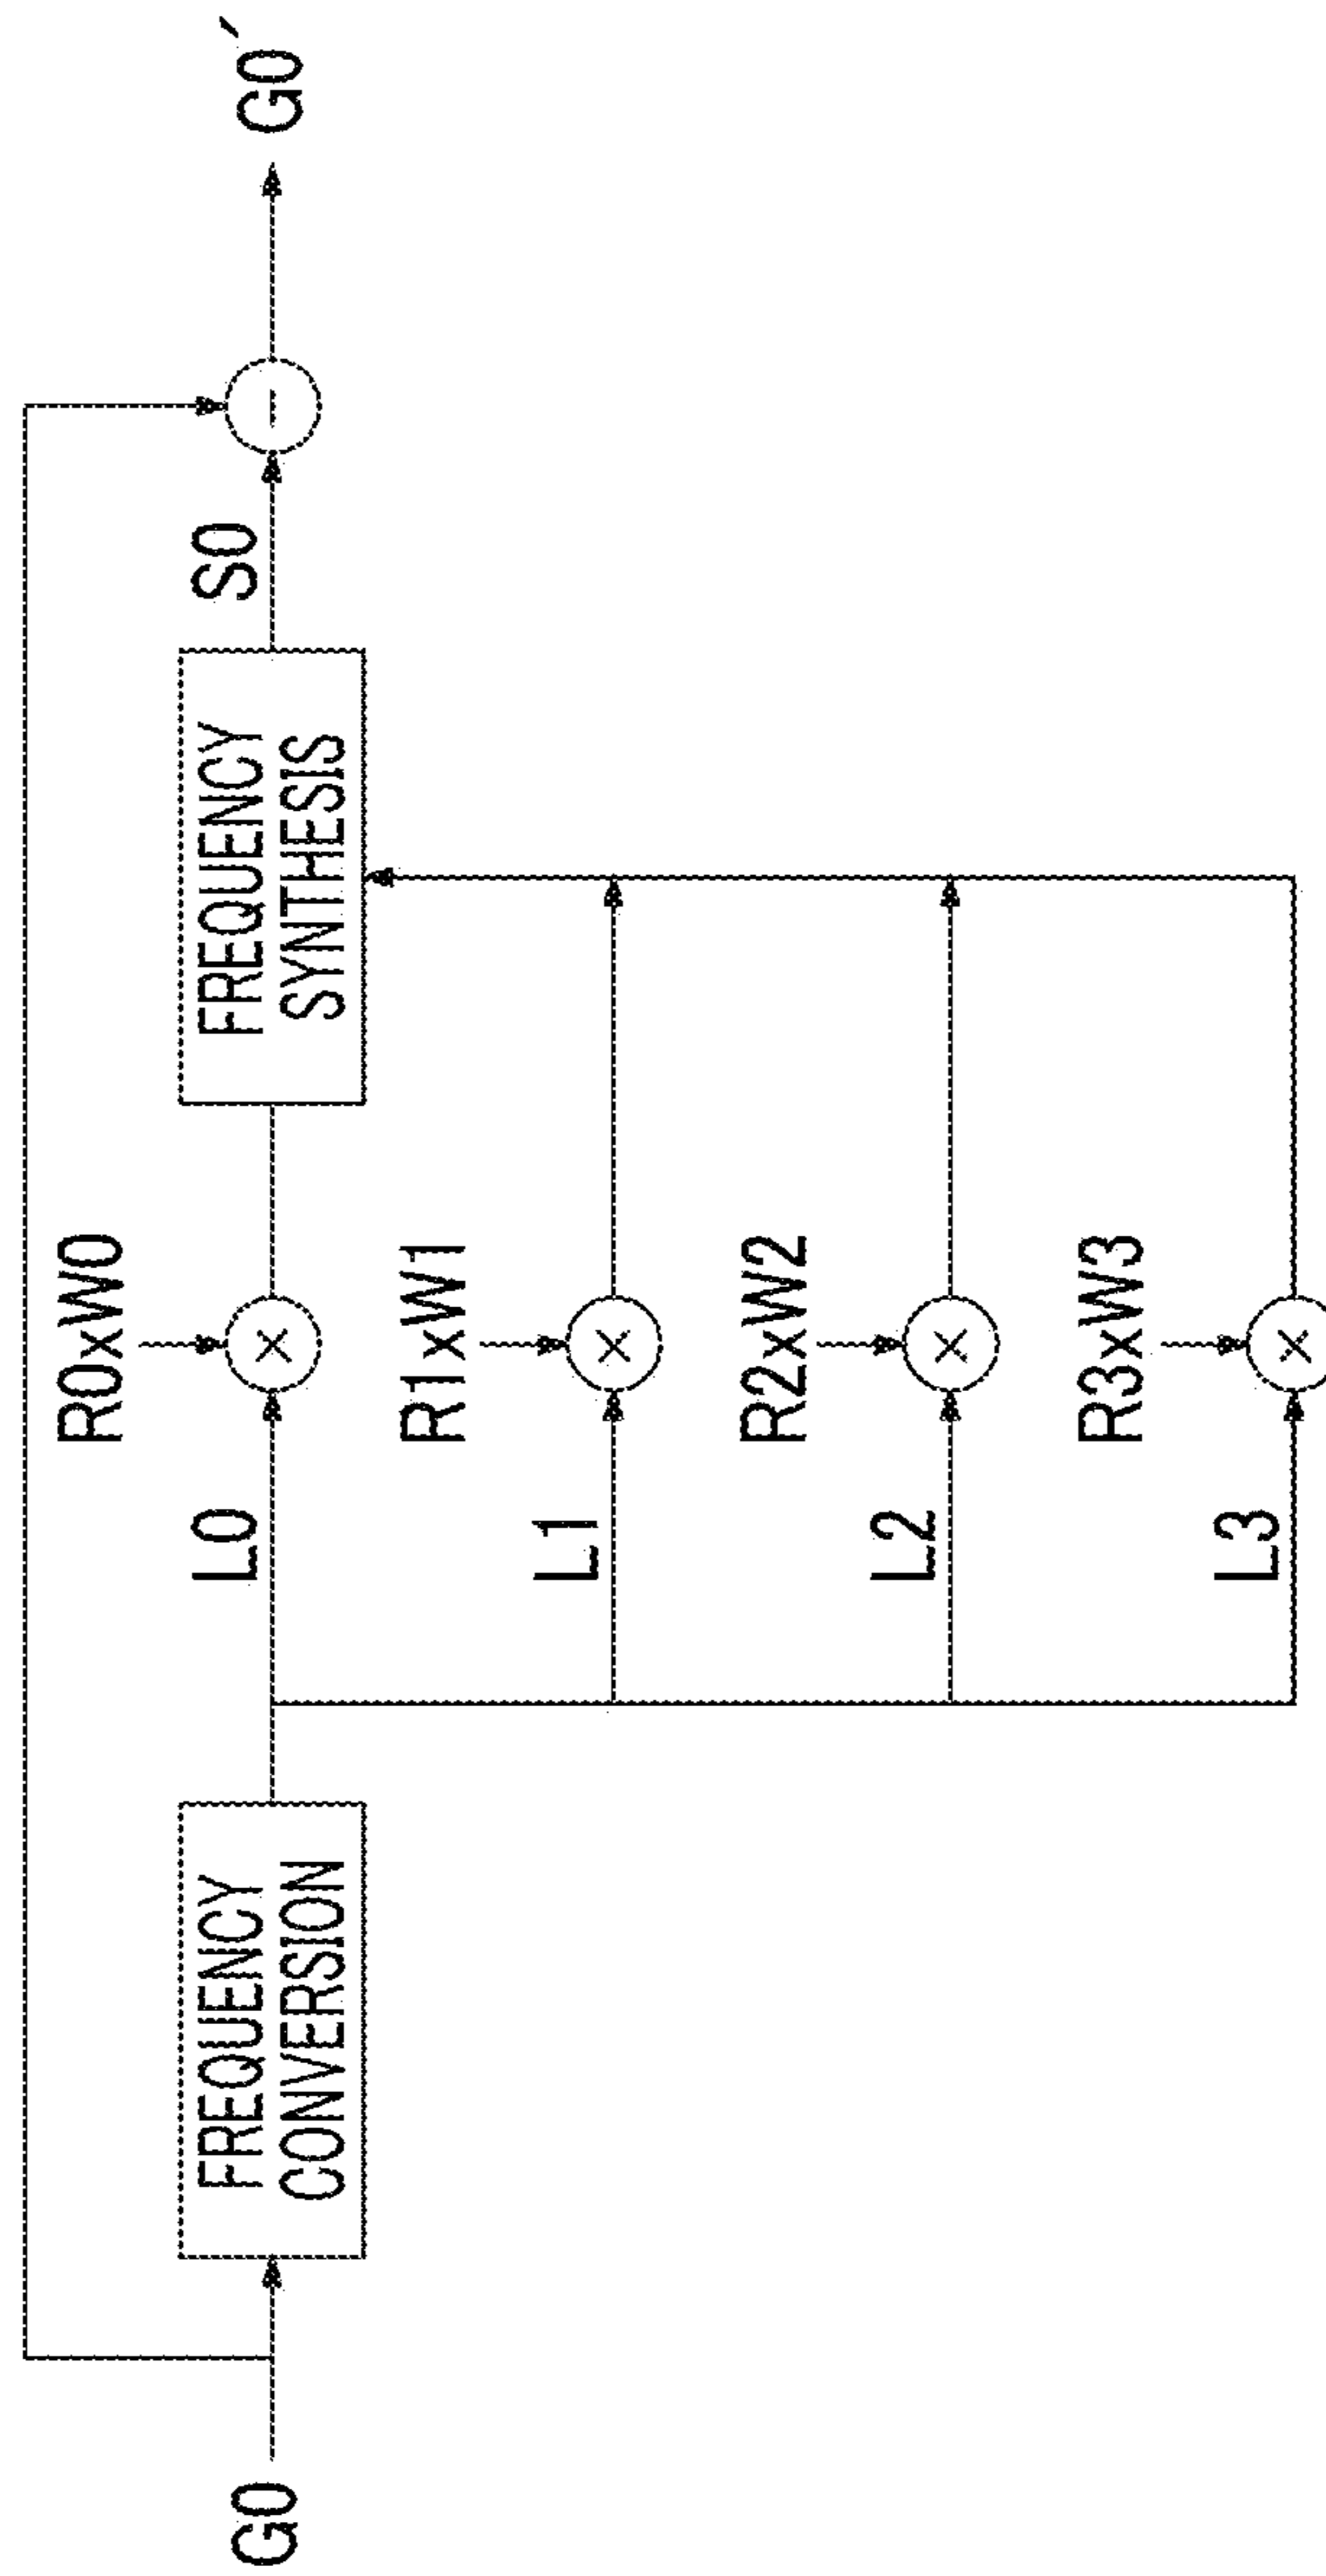 G0
FREQUENCY
CONVERSION
L0
R0xW0
FREQUENCY
SYNTHESIS
S0
G0´
L1
R1xW1
L2
R2xW2
L3
R3xW3